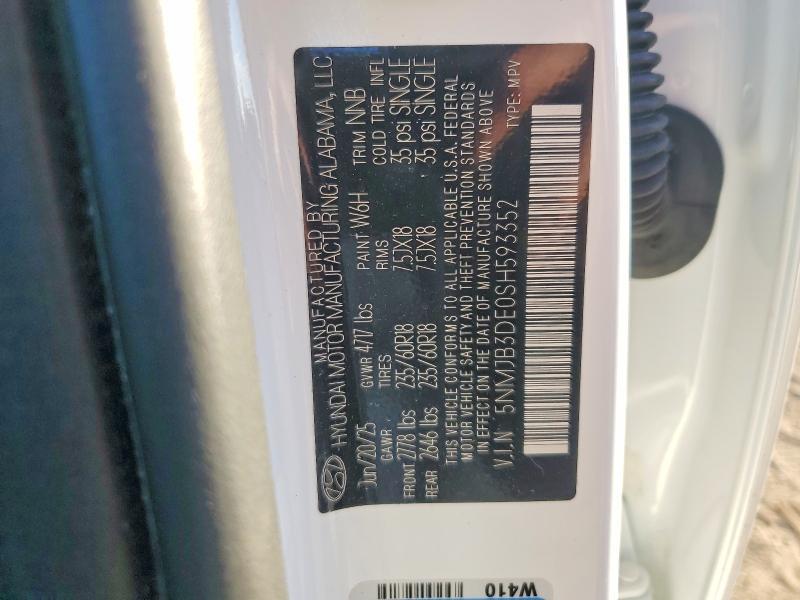 MANUFACTURED BY
HYUNDAI MOTOR MANUFACTURING ALABAMA, LLC
Jun/20/25 GVWR 4717 lbs PAINT W6H TRIM NNB
GAWR TIRES RIMS COLD TIRE INFL
FRONT 2778 lbs 235/60R18 7.5JX18 35 psi SINGLE
REAR 2646 lbs 235/60R18 7.5JX18 35 psi SINGLE
THIS VEHICLE CONFORMS TO ALL APPLICABLE U.S.A. FEDERAL
MOTOR VEHICLE SAFETY AND THEFT PREVENTION STANDARDS
IN EFFECT ON THE DATE OF MANUFACTURE SHOWN ABOVE
V.I.N 5NMJB3DE0SH593352 TYPE: MPV
W410